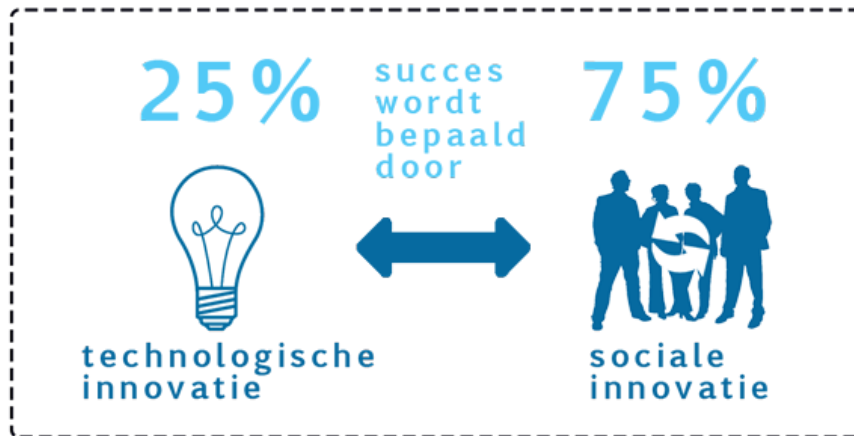 25%
succes
wordt
bepaald
door
75%
technologische
innovatie
sociale
innovatie